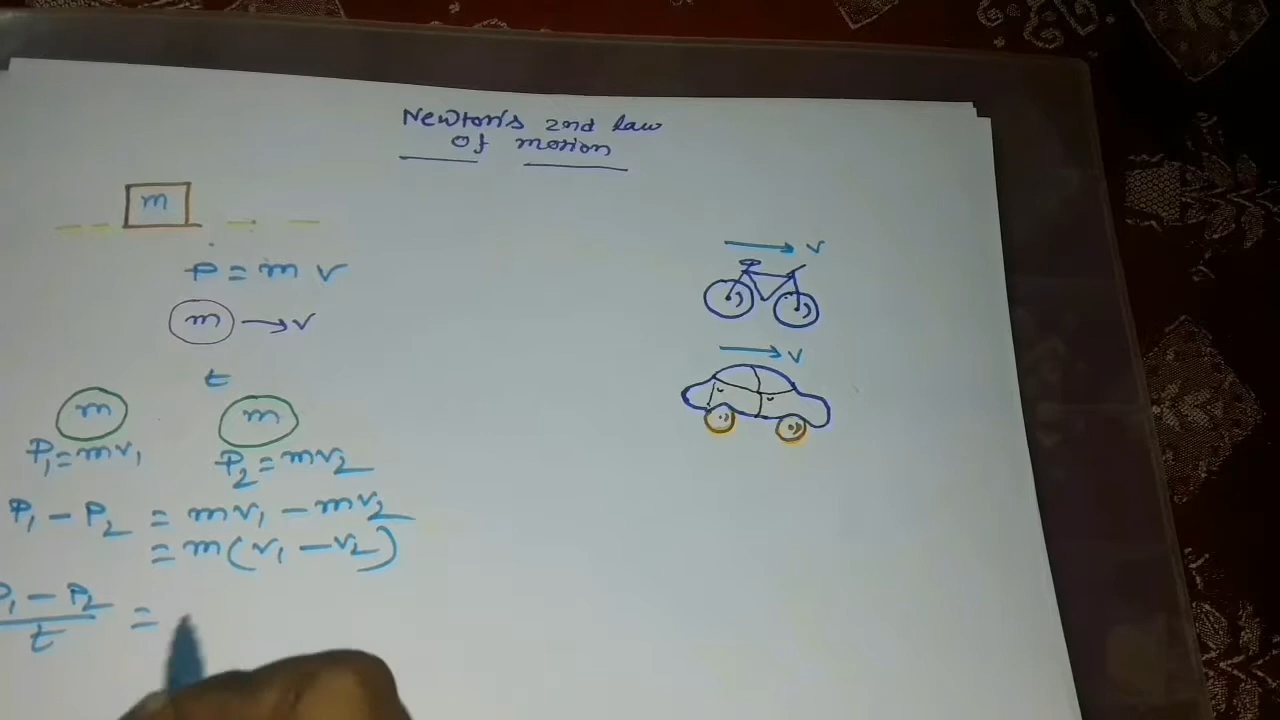 Newton's 2nd law
of motion
m
P = m v
m → v
t
m
m
P₁ = mv₁
P₂ = mv₂
P₁ - P₂ = mv₁ - mv₂
= m(v₁ - v₂)
P₁ - P₂ / t =
v
v